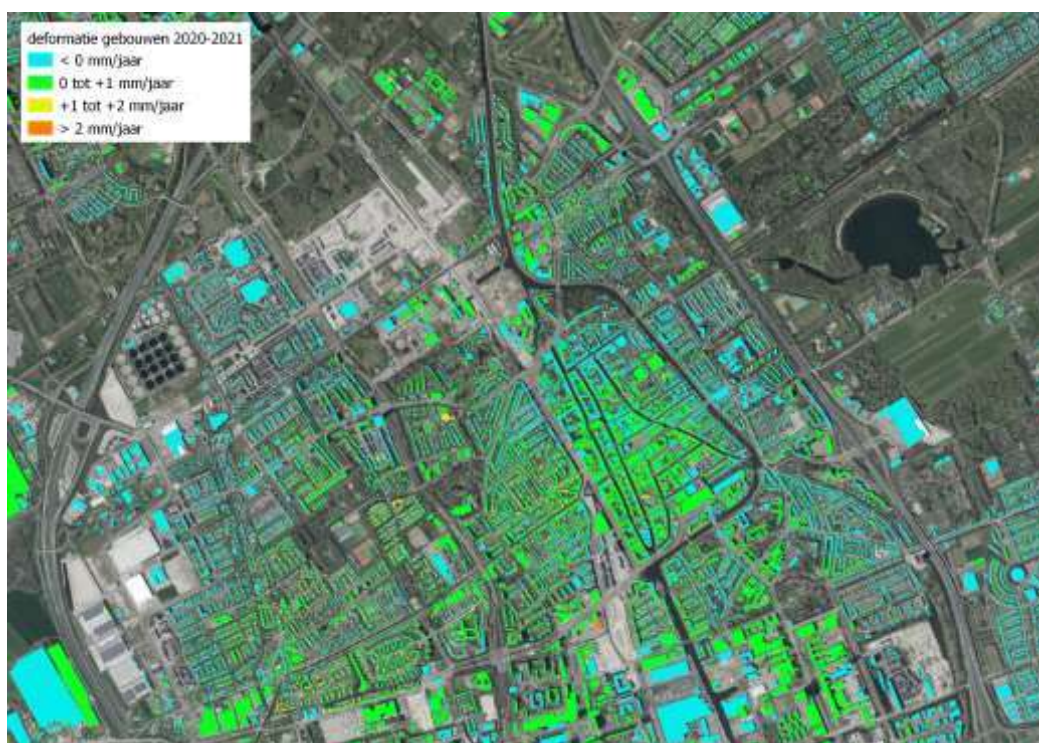 deformatie gebouwen 2020-2021
< 0 mm/jaar
0 tot +1 mm/jaar
+1 tot +2 mm/jaar
> 2 mm/jaar